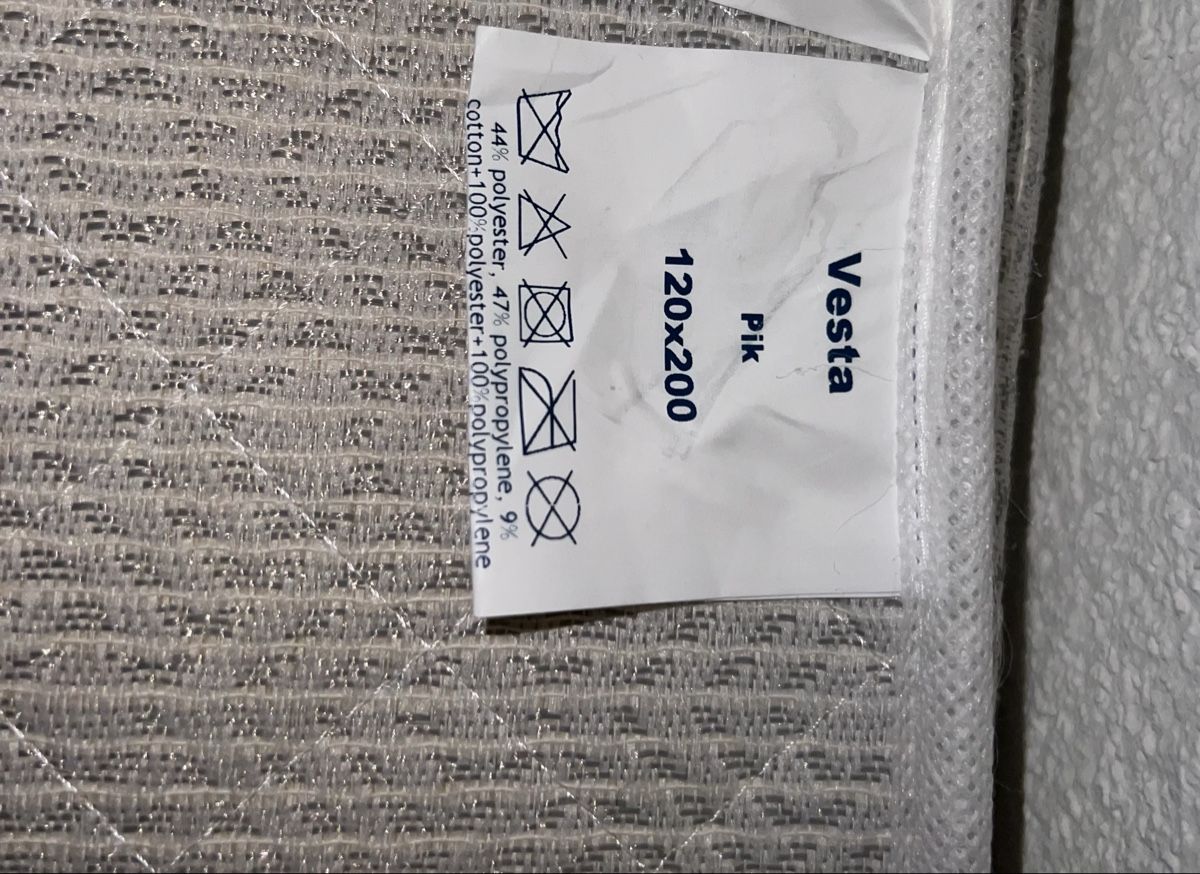 Vesta
Pik
120x200
44% polyester, 47% polypropylene, 9%
cotton+100%polyester+100%polypropylene